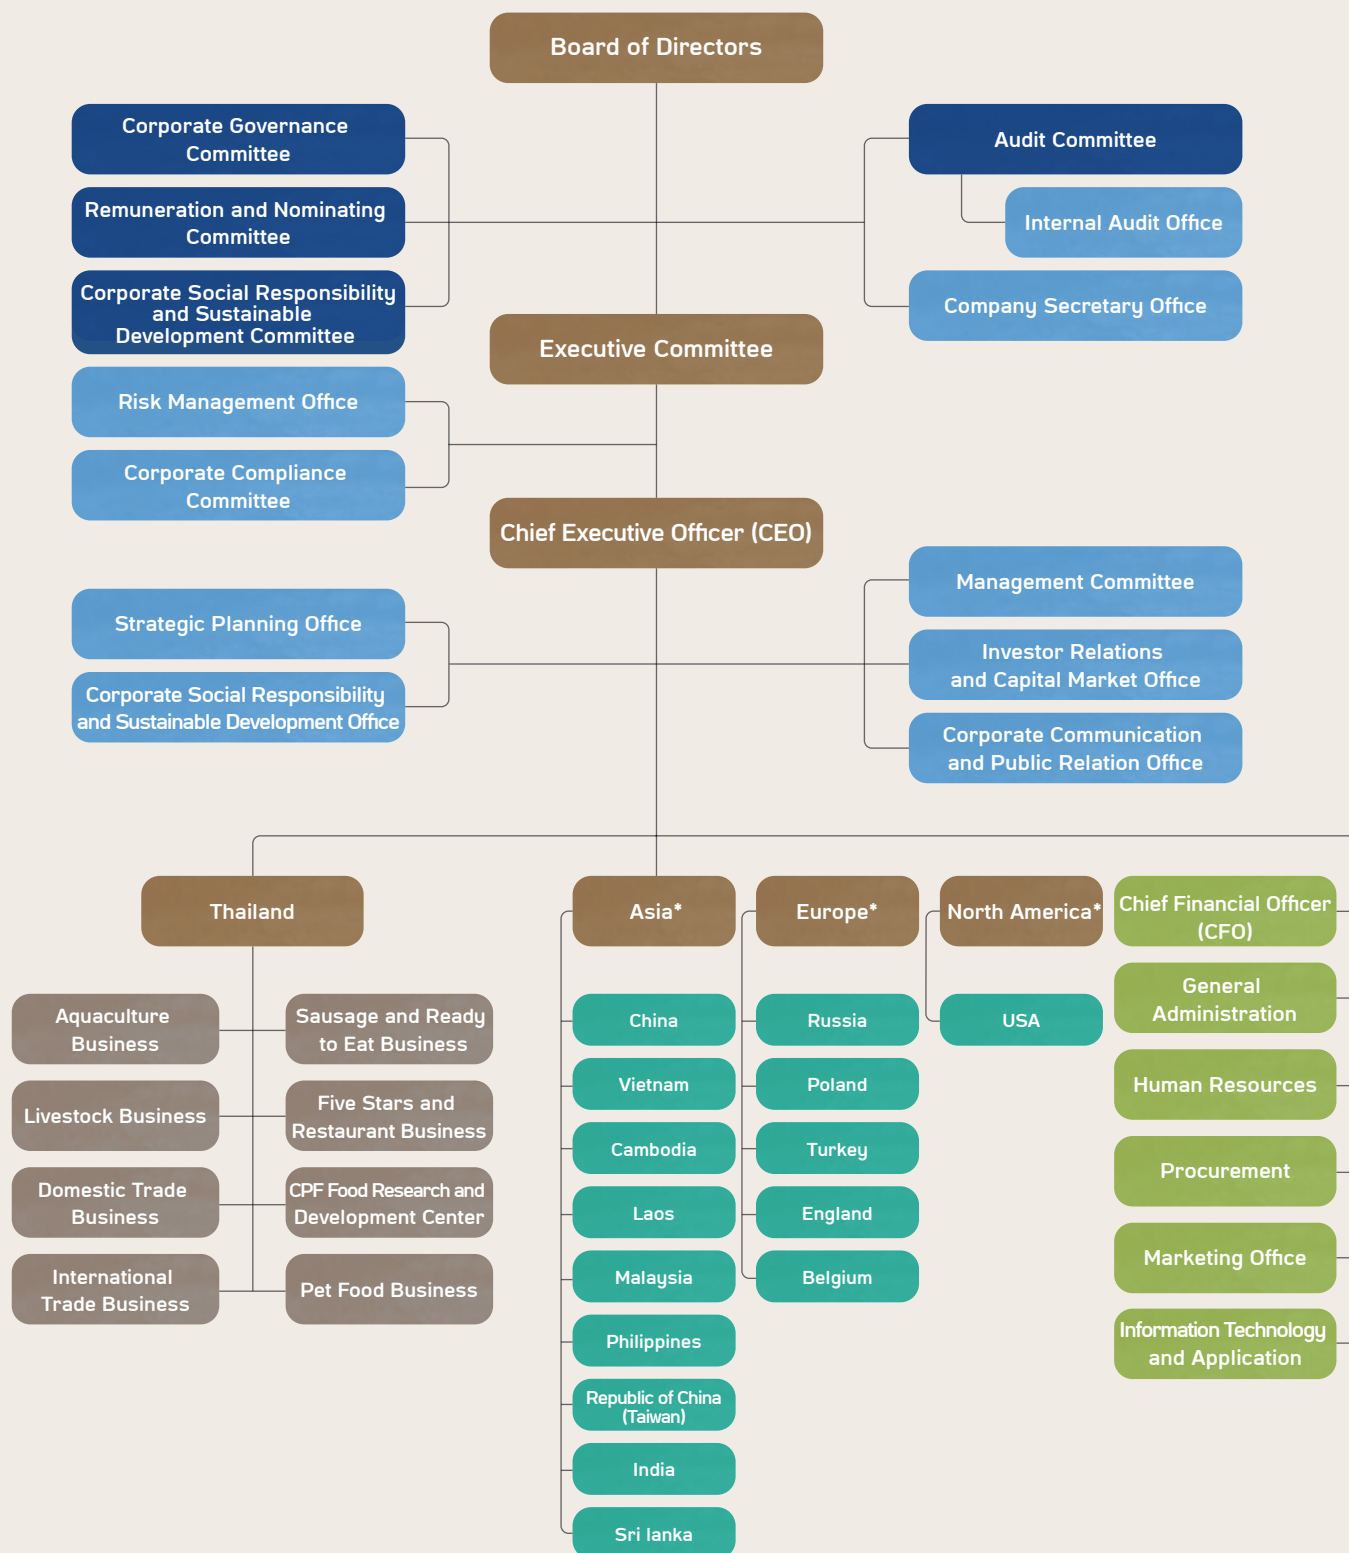 Board of Directors
Corporate Governance
Committee
Audit Committee
Remuneration and Nominating
Committee
Internal Audit Office
Corporate Social Responsibility
and Sustainable
Development Committee
Company Secretary Office
Executive Committee
Risk Management Office
Corporate Compliance
Committee
Chief Executive Officer (CEO)
Management Committee
Strategic Planning Office
Investor Relations
and Capital Market Office
Corporate Social Responsibility
and Sustainable Development Office
Corporate Communication
and Public Relation Office
Thailand
Asia*
Europe*
North America*
Chief Financial Officer
(CFO)
Aquaculture
Business
Sausage and Ready
to Eat Business
Livestock Business
Five Stars and
Restaurant Business
Domestic Trade
Business
CPF Food Research and
Development Center
International
Trade Business
Pet Food Business
China
Vietnam
Cambodia
Laos
Malaysia
Philippines
Republic of China
(Taiwan)
India
Sri lanka
Russia
Poland
Turkey
England
Belgium
USA
General
Administration
Human Resources
Procurement
Marketing Office
Information Technology
and Application